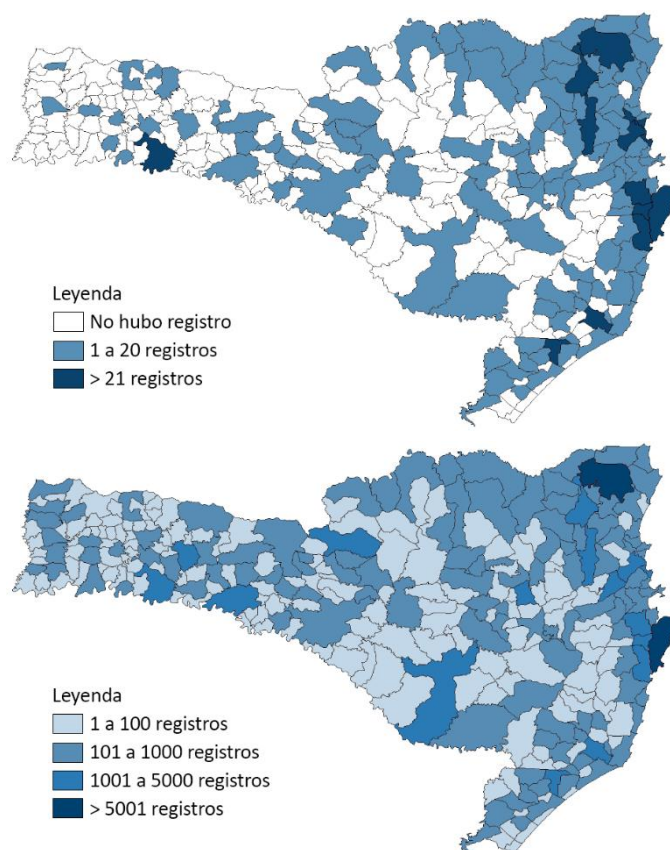 Leyenda
No hubo registro
1 a 20 registros
> 21 registros
Leyenda
1 a 100 registros
101 a 1000 registros
1001 a 5000 registros
> 5001 registros